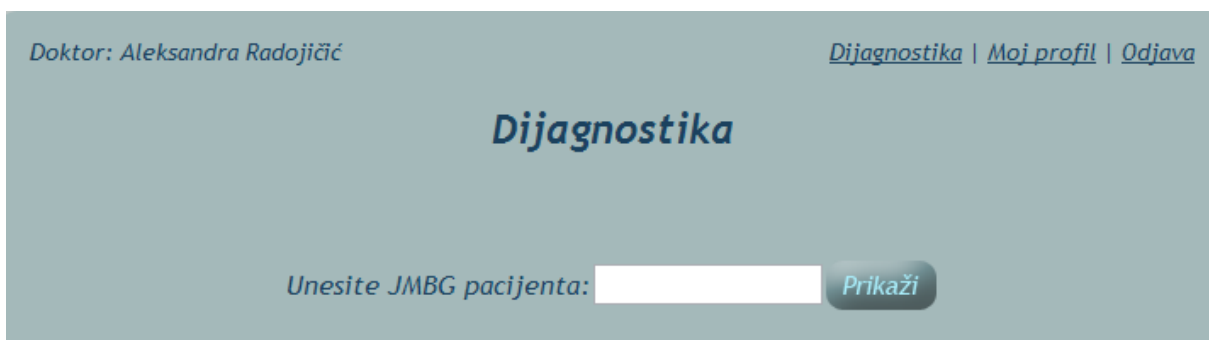 Doktor: Aleksandra Radojičić
Dijagnostika | Moj profil | Odjava
Dijagnostika
Unesite JMBG pacijenta:
Prikaži